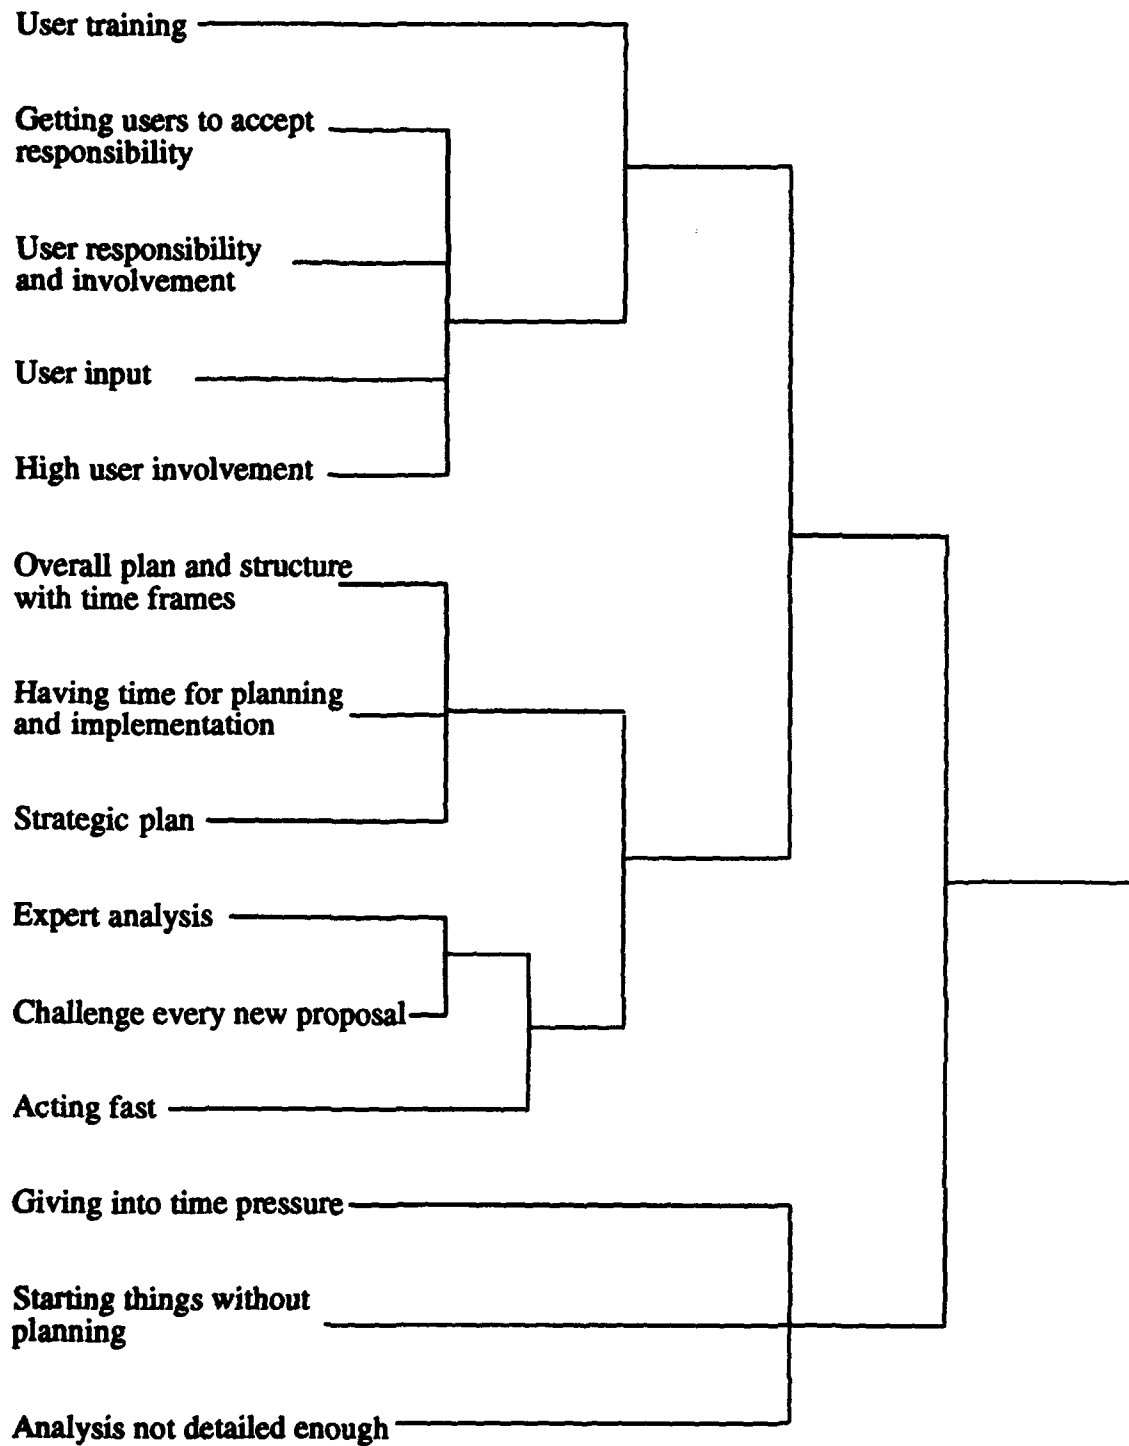 User training
Getting users to accept
responsibility
User responsibility
and involvement
User input
High user involvement
Overall plan and structure
with time frames
Having time for planning
and implementation
Strategic plan
Expert analysis
Challenge every new proposal
Acting fast
Giving into time pressure
Starting things without
planning
Analysis not detailed enough